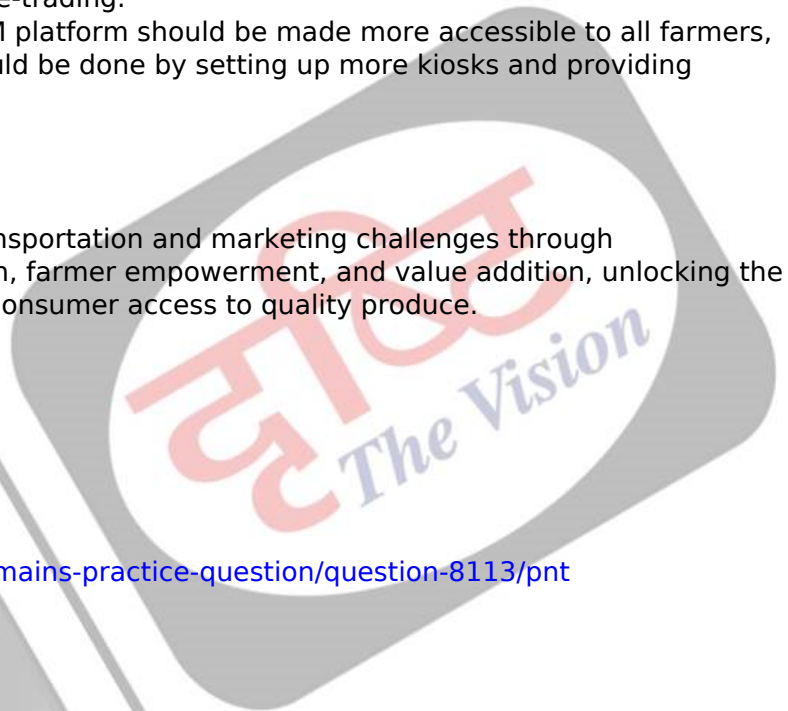 e-trading.
M platform should be made more accessible to all farmers,
uld be done by setting up more kiosks and providing
nsportation and marketing challenges through
n, farmer empowerment, and value addition, unlocking the
onsumer access to quality produce.
दृष्टि
The Vision
mains-practice-question/question-8113/pnt